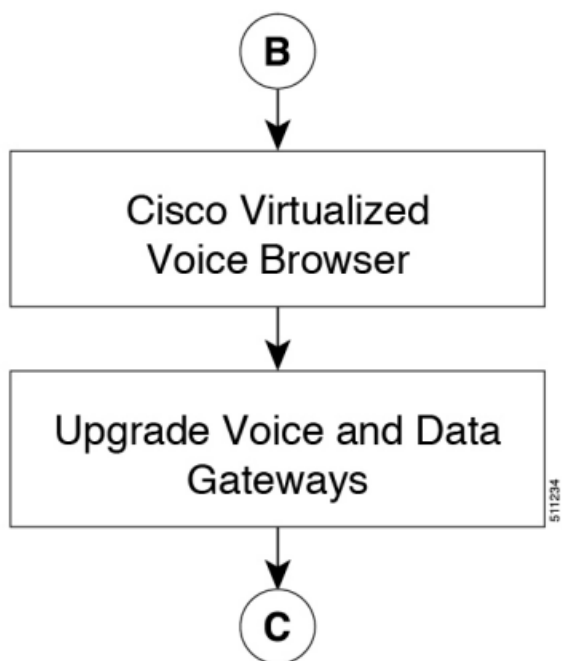 B
Cisco Virtualized
Voice Browser
Upgrade Voice and Data
Gateways
511234
C